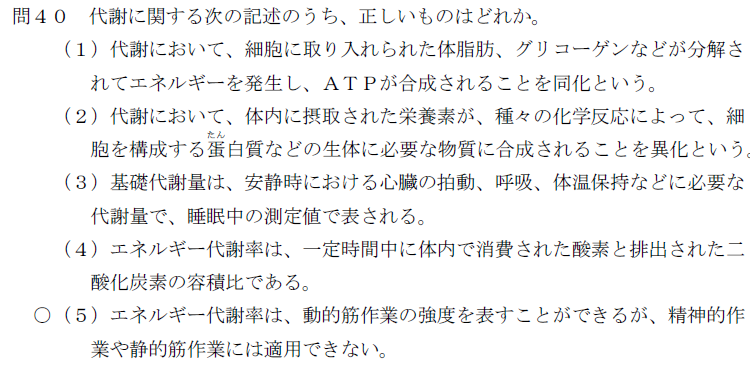 問40　代謝に関する次の記述のうち、正しいものはどれか。
（1）代謝において、細胞に取り入れられた体脂肪、グリコーゲンなどが分解さ
れてエネルギーを発生し、ATPが合成されることを同化という。
（2）代謝において、体内に摂取された栄養素が、種々の化学反応によって、細
たん
胞を構成する蛋白質などの生体に必要な物質に合成されることを異化という。
（3）基礎代謝量は、安静時における心臓の拍動、呼吸、体温保持などに必要な
代謝量で、睡眠中の測定値で表される。
（4）エネルギー代謝率は、一定時間中に体内で消費された酸素と排出された二
酸化炭素の容積比である。
○（5）エネルギー代謝率は、動的筋作業の強度を表すことができるが、精神的作
業や静的筋作業には適用できない。